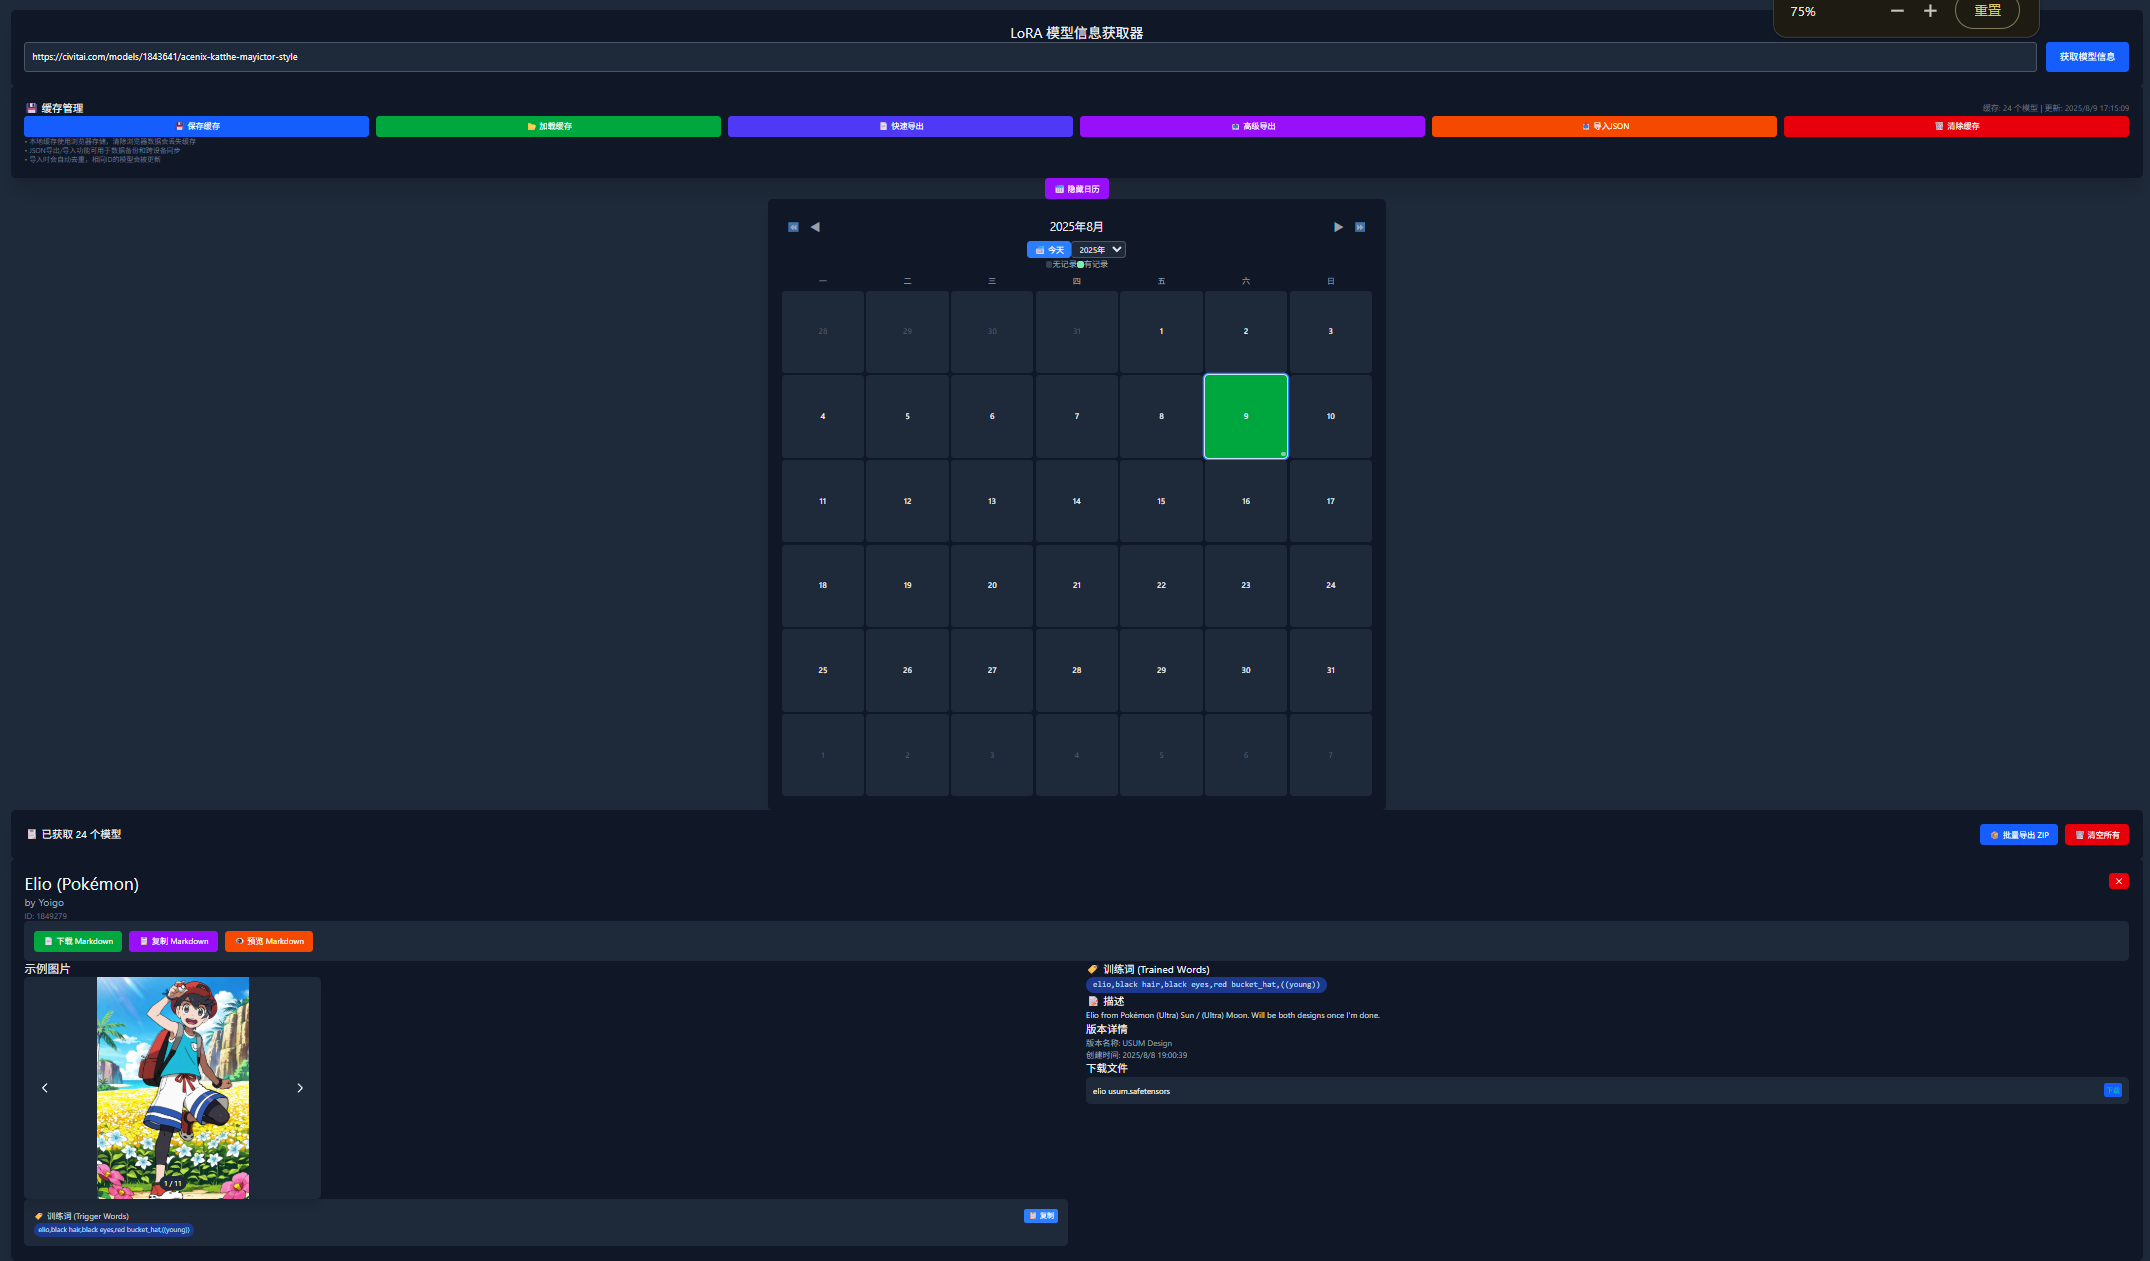 75%
重置
LoRA 模型信息获取器
https://civitai.com/models/1843641/acenix-katthe-mayictor-style
获取模型信息
缓存管理
缓存: 24 个模型 | 更新: 2025/8/9 17:15:09
保存缓存
加载缓存
快速导出
高级导出
导入JSON
清除缓存
• 本地缓存使用浏览器存储，清除浏览器数据会丢失缓存
• JSON导出/导入功能可用于数据备份和跨设备同步
• 导入时会自动去重，相同ID的模型会被更新
隐藏日历
2025年8月
今天
2025年
无记录 有记录
一 二 三 四 五 六 日
28 29 30 31 1 2 3
4 5 6 7 8 9 10
11 12 13 14 15 16 17
18 19 20 21 22 23 24
25 26 27 28 29 30 31
1 2 3 4 5 6 7
已获取 24 个模型
批量导出 ZIP
清空所有
Elio (Pokémon)
by Yoigo
ID: 1849279
下载 Markdown
复制 Markdown
预览 Markdown
示例图片
1 / 11
训练词 (Trigger Words)
复制
elio,black hair,black eyes,red bucket_hat,((young))
训练词 (Trained Words)
elio,black hair,black eyes,red bucket_hat,((young))
描述
Elio from Pokémon (Ultra) Sun / (Ultra) Moon. Will be both designs once I'm done.
版本详情
版本名称: USUM Design
创建时间: 2025/8/8 19:00:39
下载文件
elio usum.safetensors
下载